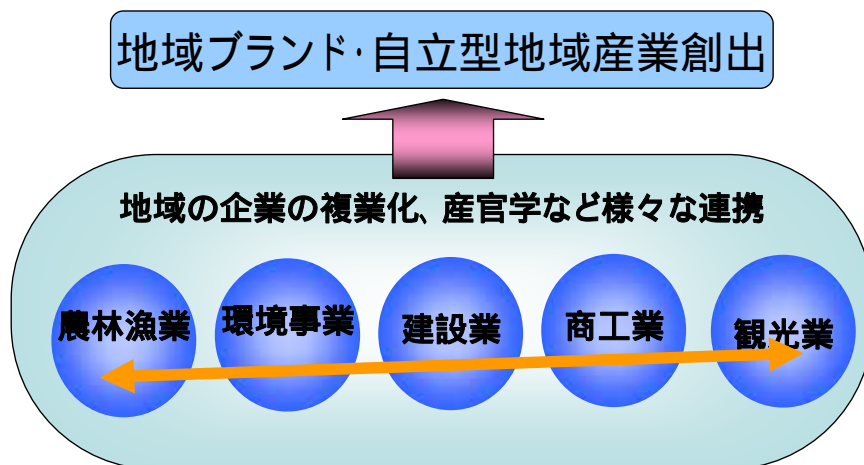 地域ブランド・自立型地域産業創出
地域の企業の複業化、産官学など様々な連携
農林漁業
環境事業
建設業
商工業
観光業